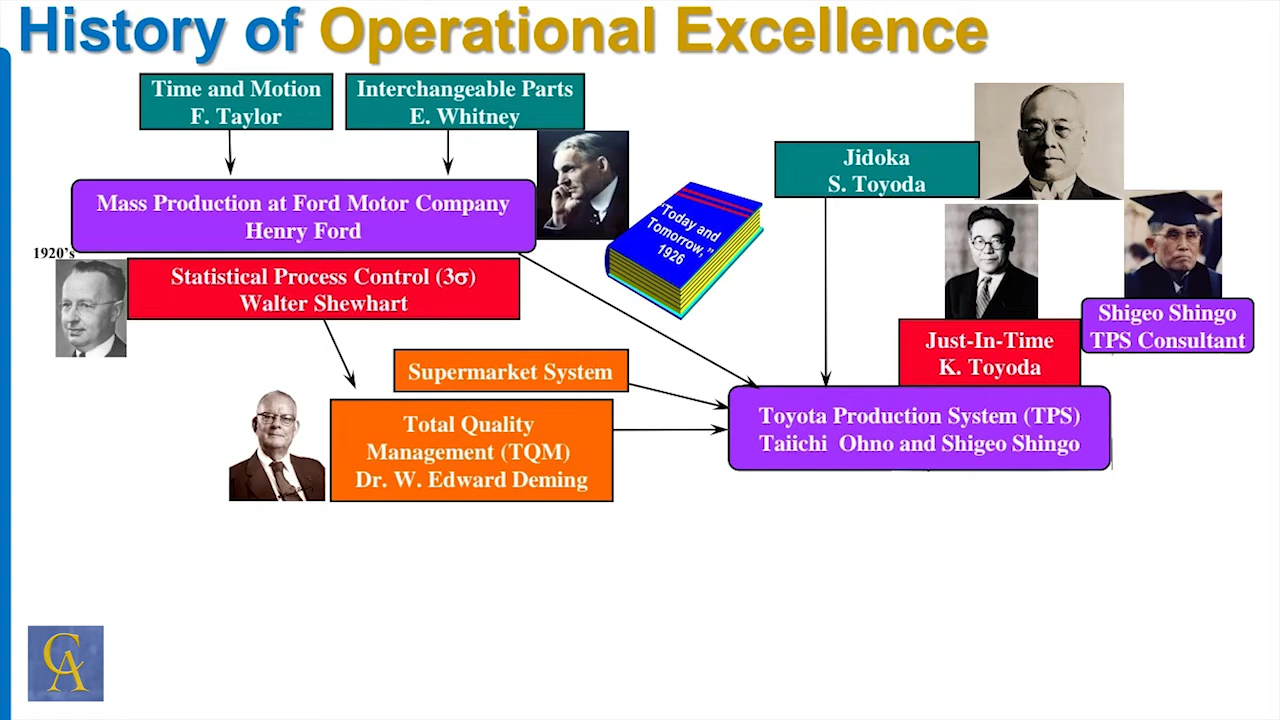 History of Operational Excellence
Time and Motion
F. Taylor
Interchangeable Parts
E. Whitney
Jidoka
S. Toyoda
Mass Production at Ford Motor Company
Henry Ford
"Today and
Tomorrow,"
1926
1920's
Statistical Process Control (3σ)
Walter Shewhart
Shigeo Shingo
TPS Consultant
Just-In-Time
K. Toyoda
Supermarket System
Total Quality
Management (TQM)
Dr. W. Edward Deming
Toyota Production System (TPS)
Taiichi Ohno and Shigeo Shingo
CA